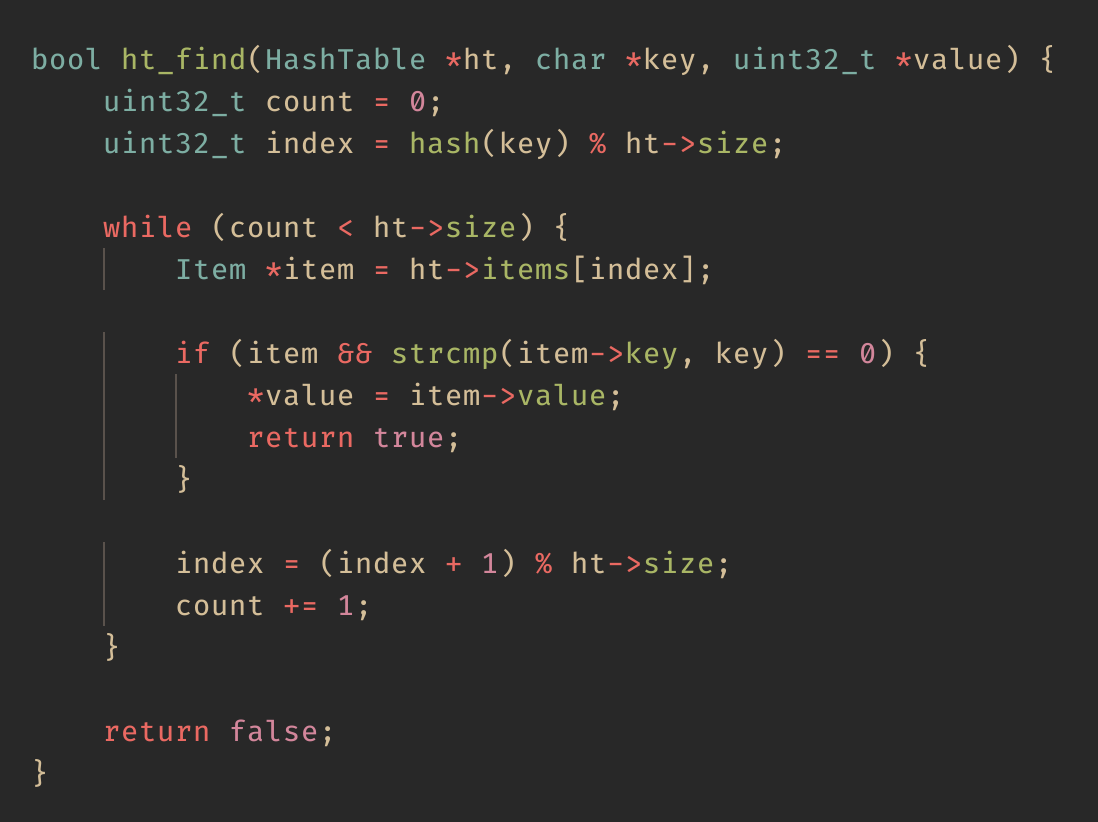 bool ht_find(HashTable *ht, char *key, uint32_t *value) {
    uint32_t count = 0;
    uint32_t index = hash(key) % ht->size;

    while (count < ht->size) {
        Item *item = ht->items[index];

        if (item && strcmp(item->key, key) == 0) {
            *value = item->value;
            return true;
        }

        index = (index + 1) % ht->size;
        count += 1;
    }

    return false;
}